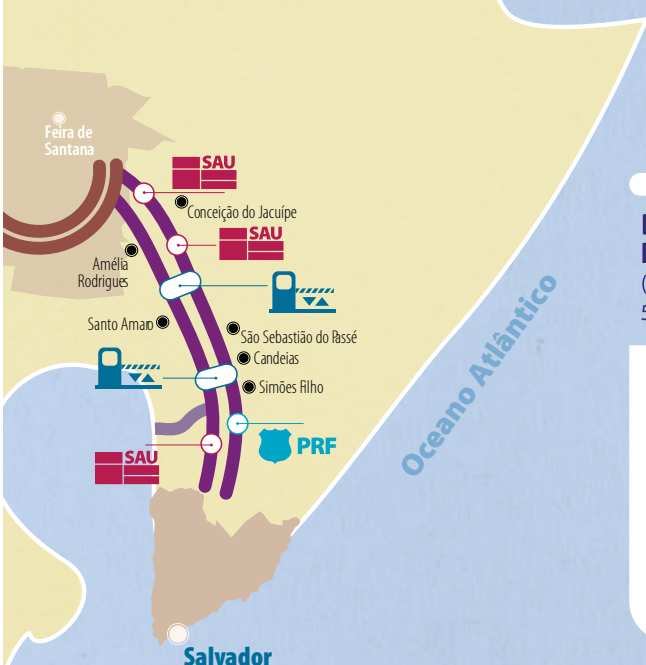 Feira de
Santana
SAU
Conceição do Jacuípe
SAU
Amélia
Rodrigues
Santo Amaro
São Sebastião do Passé
Candeias
Simões Filho
PRF
SAU
Oceano Atlântico
Salvador
(
5